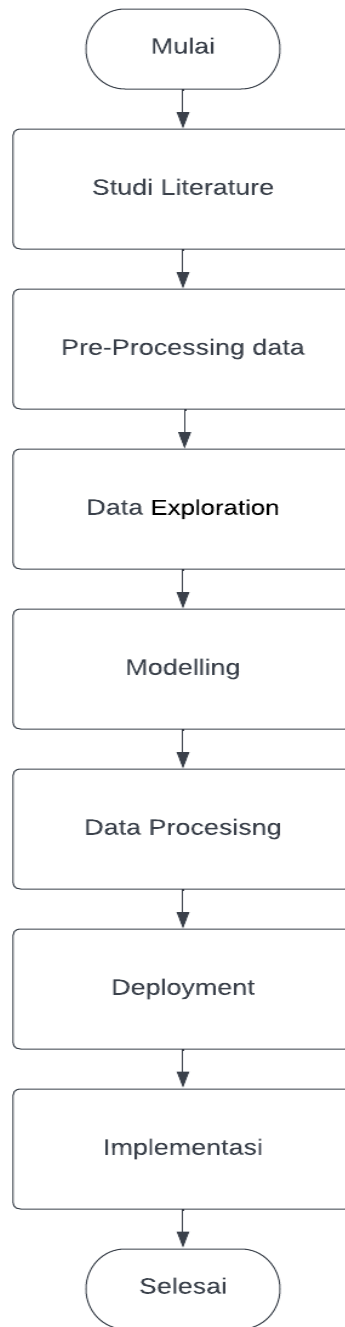 Mulai
Studi Literature
Pre-Processing data
Data Exploration
Modelling
Data Procesisng
Deployment
Implementasi
Selesai